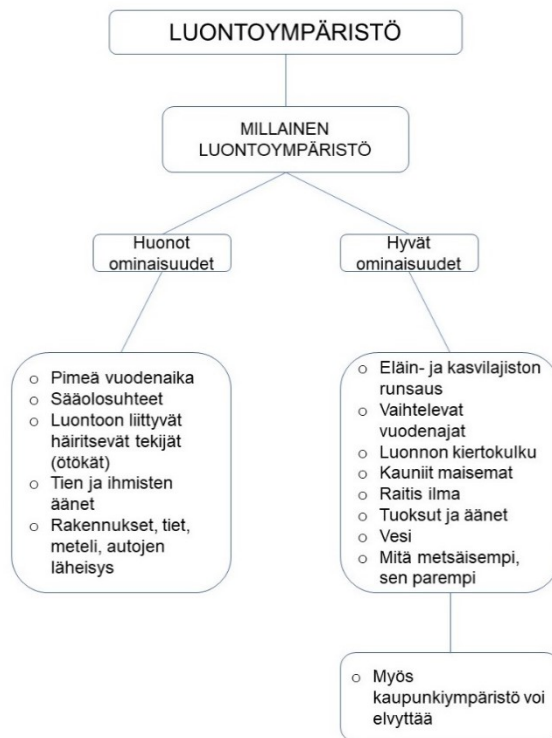 LUONTOYMPÄRISTÖ
MILLAINEN
LUONTOYMPÄRISTÖ
Huonot
ominaisuudet
Hyvät
ominaisuudet
o Pimeä vuodenaika
o Sääolosuhteet
o Luontoon liittyvät
häiritsevät tekijät
(ötökät)
o Tien ja ihmisten
äänet
o Rakennukset, tiet,
meteli, autojen
läheisys
o Eläin- ja kasvilajiston
runsaus
o Vaihtelevat
vuodenajat
o Luonnon kiertokulku
o Kauniit maisemat
o Raitis ilma
o Tuoksut ja äänet
o Vesi
o Mitä metsäisempi,
sen parempi
o Myös
kaupunkiympäristö voi
elvyttää